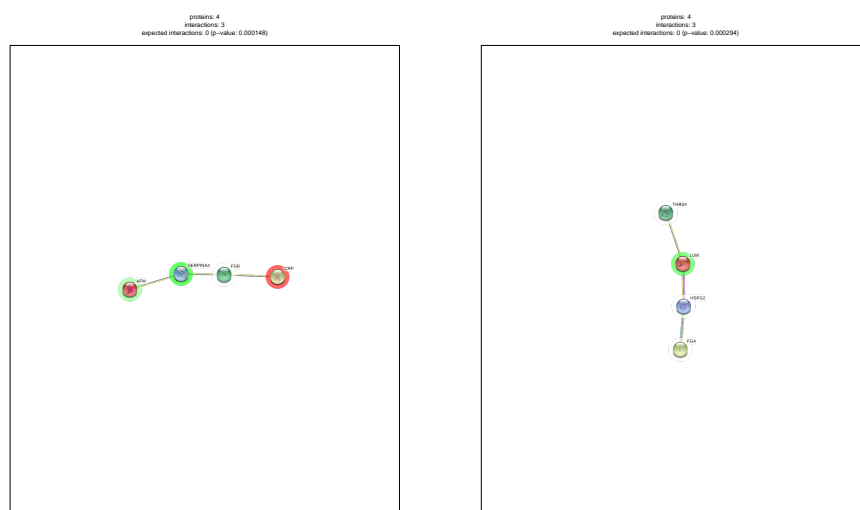 proteins: 4
interactions: 3
expected interactions: 0 (p−value: 0.000148)
AFM
SERPINA4
FGB
CRP
proteins: 4
interactions: 3
expected interactions: 0 (p−value: 0.000294)
THBS4
LUM
HSPG2
FGA